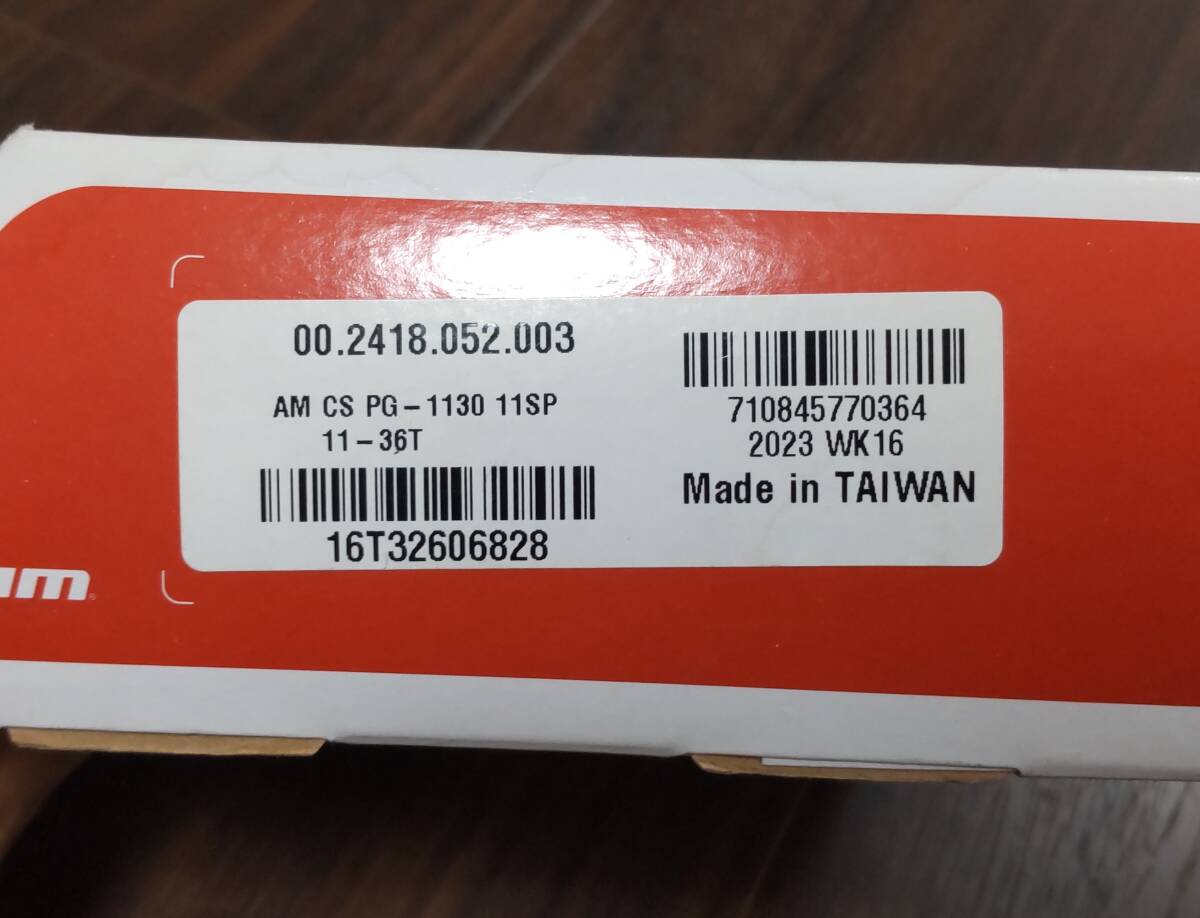 00.2418.052.003
AM CS PG-1130 11SP
11-36T
16T32606828
710845770364
2023 WK16
Made in TAIWAN